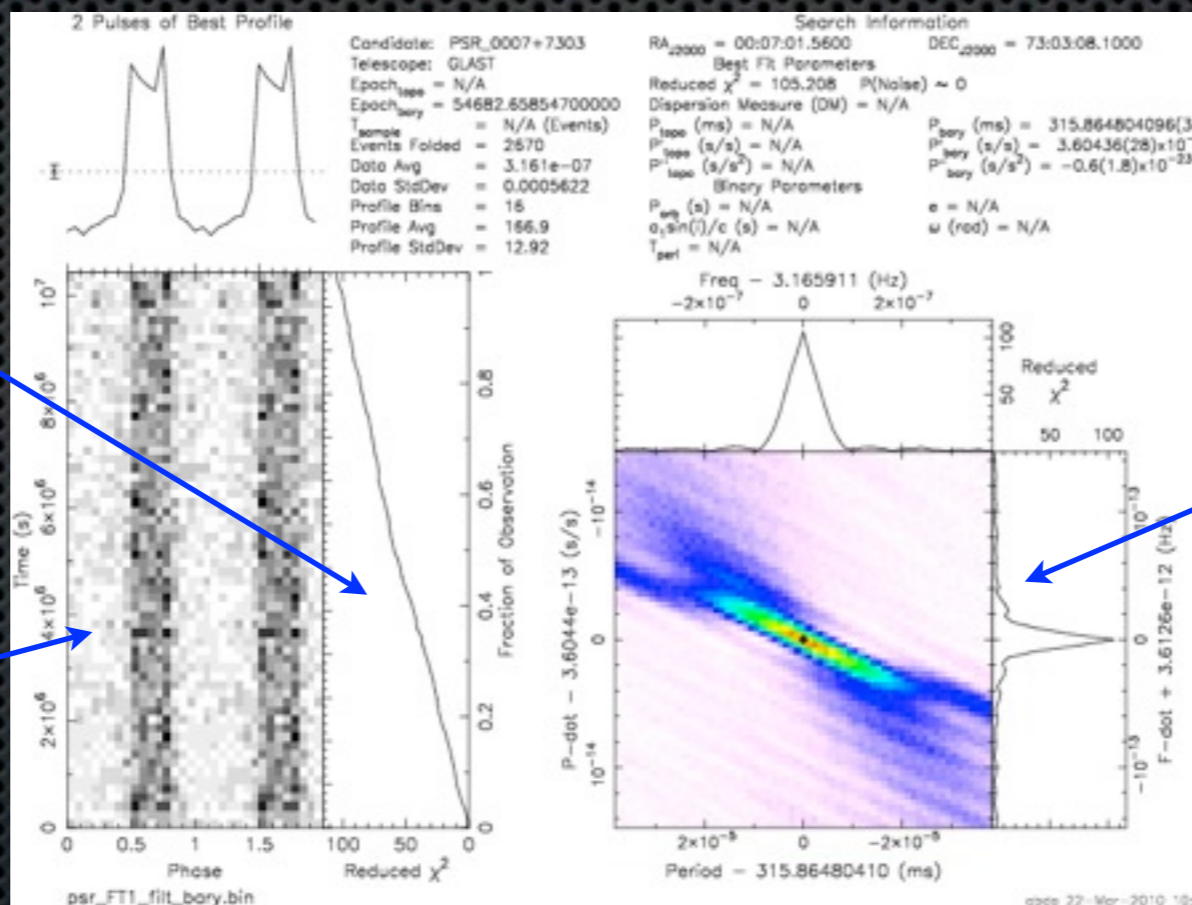 2 Pulses of Best Profile
Candidate: PSR_0007+7303
Telescope: GLAST
Epoch_topo = N/A
Epoch_bary = 54682.65854700000
T_sample = N/A (Events)
Events Folded = 2670
Data Avg = 3.161e-07
Data StdDev = 0.0005622
Profile Bins = 16
Profile Avg = 166.9
Profile StdDev = 12.92
Search Information
RA_J2000 = 00:07:01.5600 DEC_J2000 = 73:03:08.1000
Best Fit Parameters
Reduced χ² = 105.208 P(Noise) ~ 0
Dispersion Measure (DM) = N/A
P_topo (ms) = N/A P_bary (ms) = 315.864804096(3
P'_topo (s/s) = N/A P'_bary (s/s) = 3.60436(28)x10⁻
P''_topo (s/s²) = N/A P''_bary (s/s²) = -0.6(1.8)x10⁻²³
Binary Parameters
P_orb (s) = N/A e = N/A
a₁sin(i)/c (s) = N/A ω (rad) = N/A
T_peri = N/A
10⁷
8×10⁶
6×10⁶
4×10⁶
2×10⁶
0
Time (s)
0 0.5 1 1.5
Phase
100 50 0
Reduced χ²
0 0.2 0.4 0.6 0.8 1
Fraction of Observation
Freq - 3.165911 (Hz)
-2×10⁻⁷ 0 2×10⁻⁷
50 100
Reduced χ²
50 100
-10⁻¹⁴ 0 10⁻¹⁴
P-dot - 3.6044e-13 (s/s)
2×10⁻⁵ 0 -2×10⁻⁵
Period - 315.86480410 (ms)
10⁻¹³ 0 -10⁻¹³
F-dot + 3.6126e-12 (Hz)
psr_FT1_filt_bary.bin
22-Mar-2010 10: